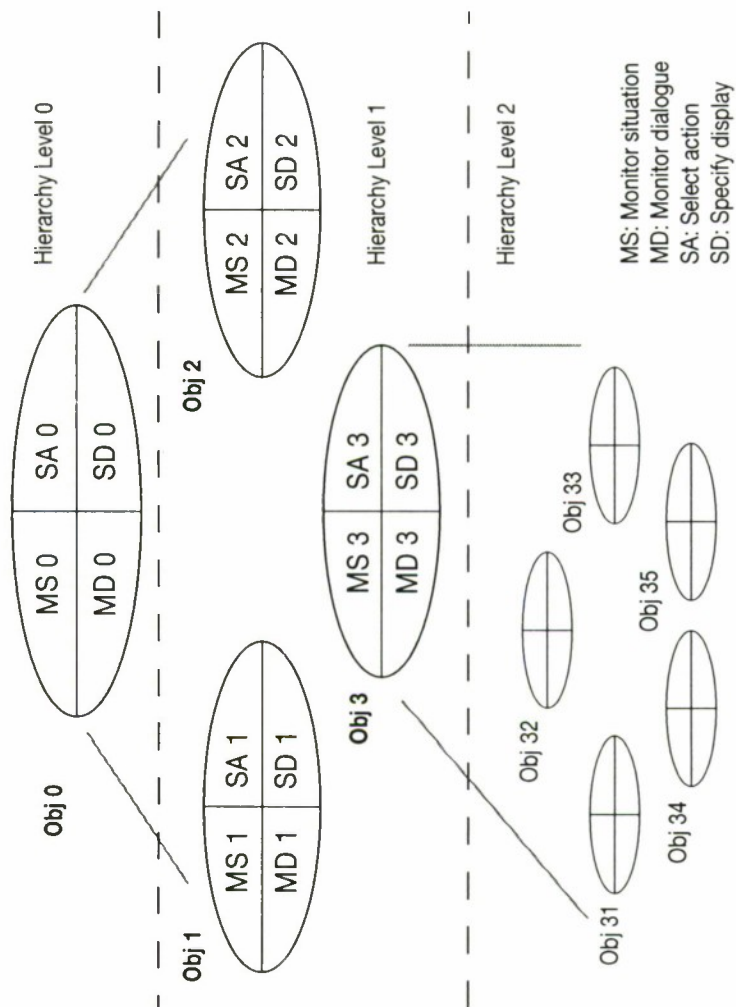 Hierarchy Level 0
Obj 0
MS 0
SA 0
MD 0
SD 0
Obj 1
MS 1
SA 1
MD 1
SD 1
Obj 2
MS 2
SA 2
MD 2
SD 2
Hierarchy Level 1
Obj 3
MS 3
SA 3
MD 3
SD 3
Hierarchy Level 2
Obj 31
Obj 32
Obj 33
Obj 34
Obj 35
MS: Monitor situation
MD: Monitor dialogue
SA: Select action
SD: Specify display